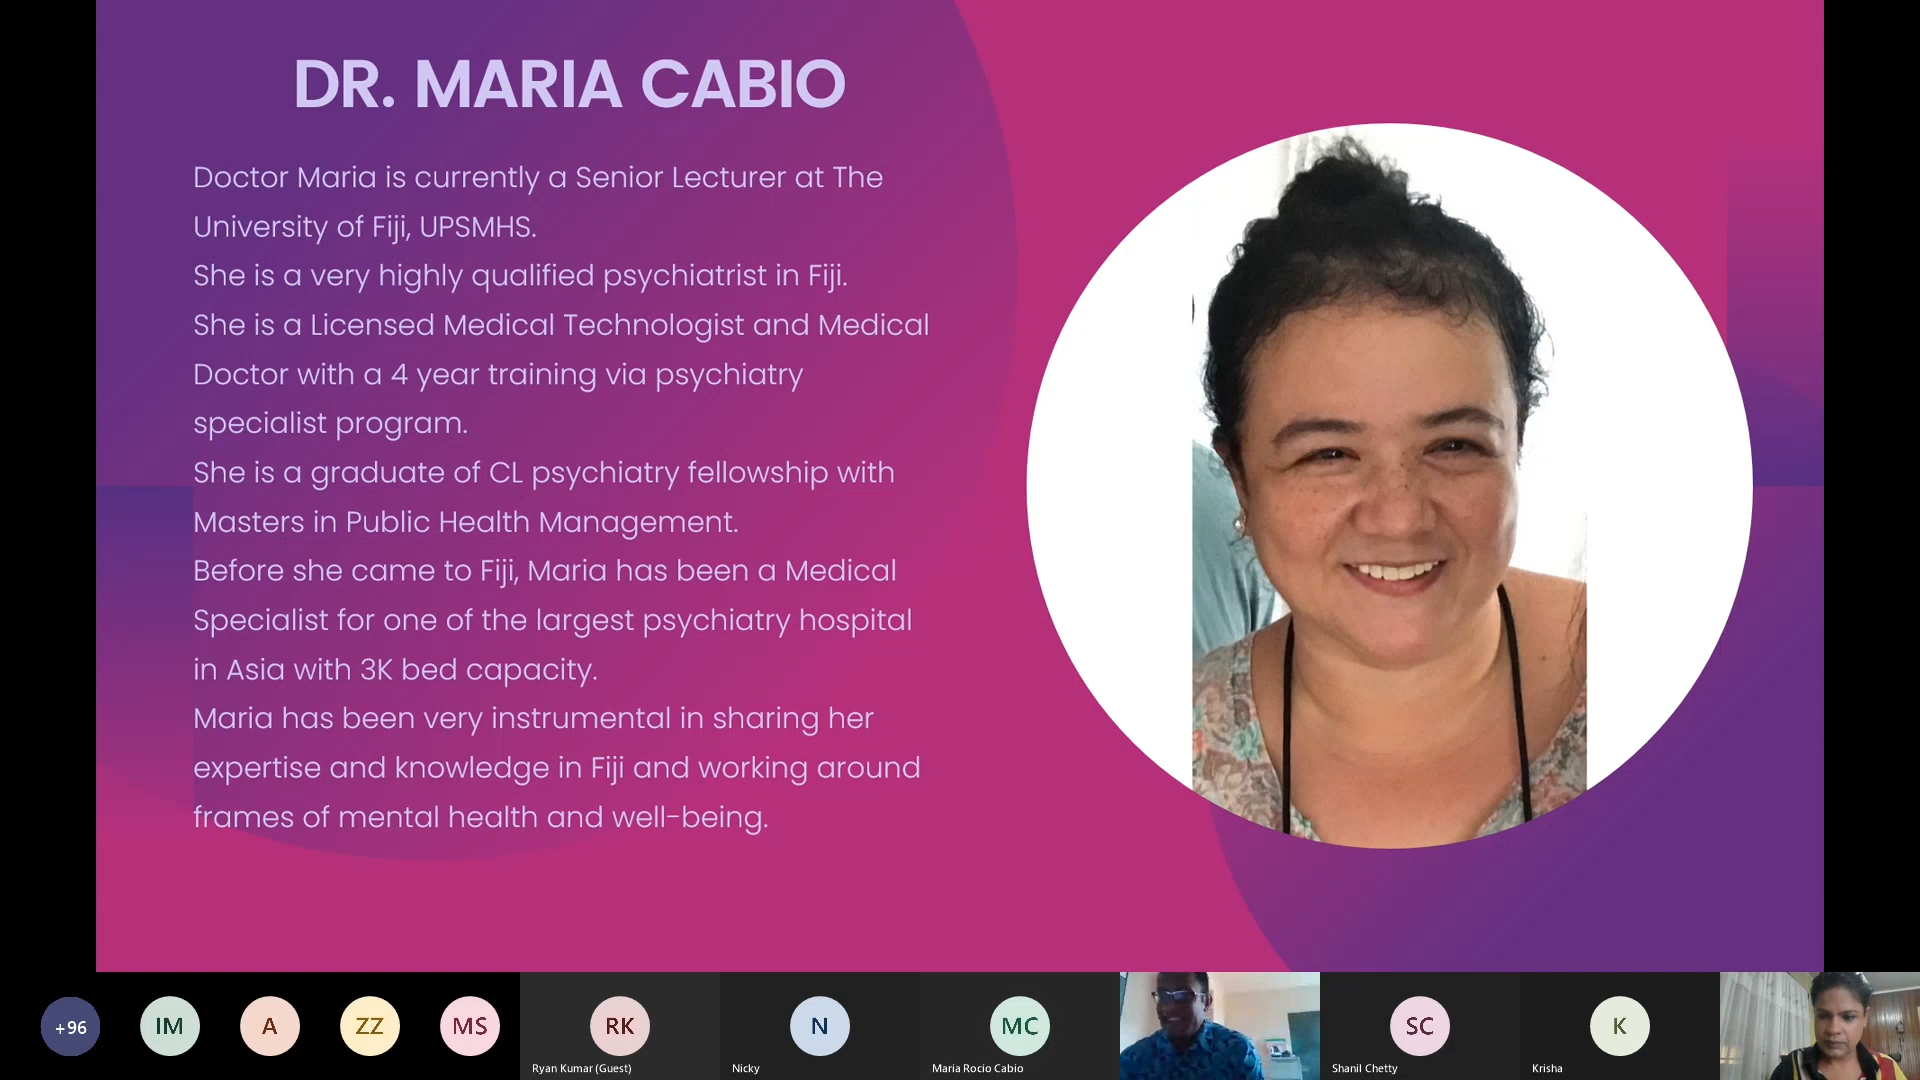 DR. MARIA CABIO
Doctor Maria is currently a Senior Lecturer at The
University of Fiji, UPSMHS.
She is a very highly qualified psychiatrist in Fiji.
She is a Licensed Medical Technologist and Medical
Doctor with a 4 year training via psychiatry
specialist program.
She is a graduate of CL psychiatry fellowship with
Masters in Public Health Management.
Before she came to Fiji, Maria has been a Medical
Specialist for one of the largest psychiatry hospital
in Asia with 3K bed capacity.
Maria has been very instrumental in sharing her
expertise and knowledge in Fiji and working around
frames of mental health and well-being.
+96
IM
A
ZZ
MS
RK
Ryan Kumar (Guest)
N
Nicky
MC
Maria Rocio Cabio
SC
Shanil Chetty
K
Krisha